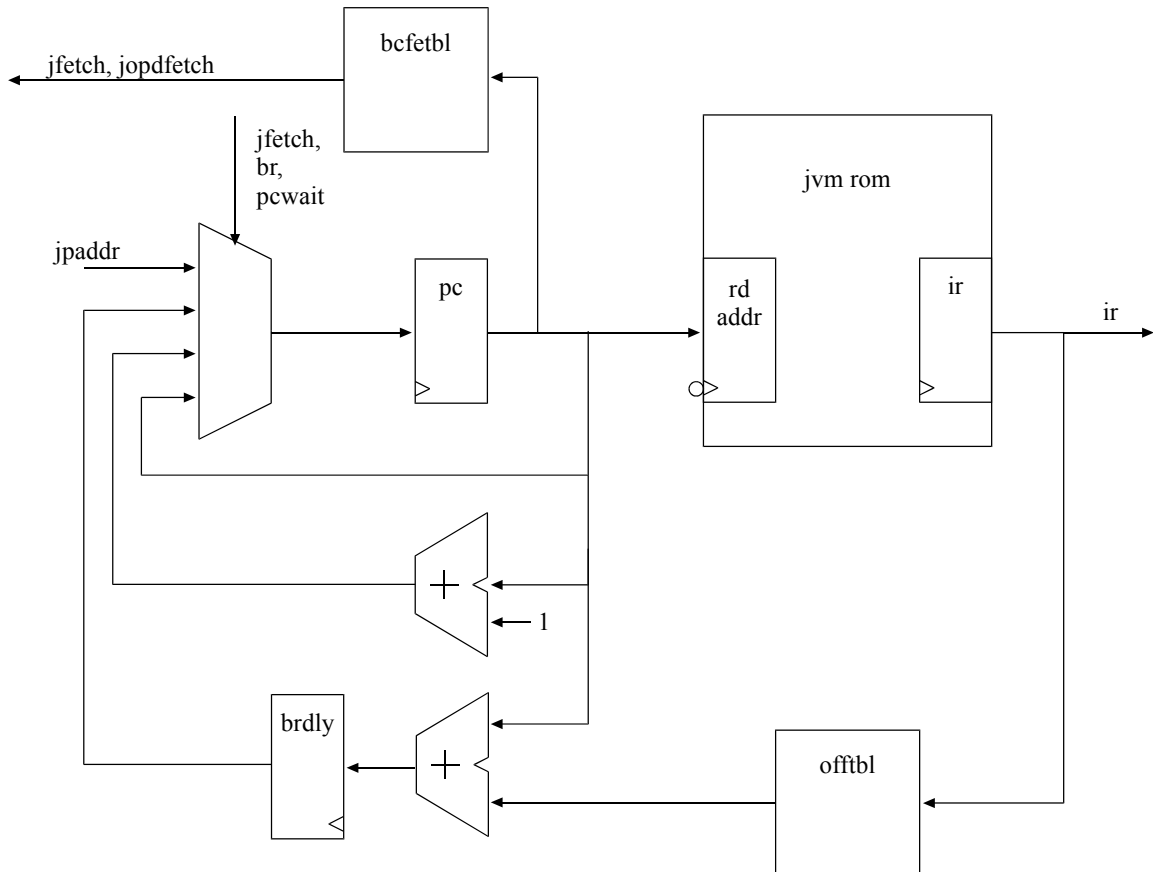 bcfetbl
jfetch, jopdfetch
jfetch,
br,
pcwait
jvm rom
jpaddr
pc
rd
addr
ir
ir
1
brdly
offtbl